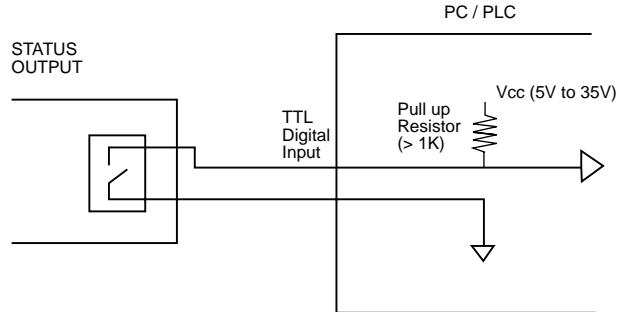 PC / PLC
STATUS
OUTPUT
Vcc (5V to 35V)
TTL
Digital
Input
Pull up
Resistor
(> 1K)